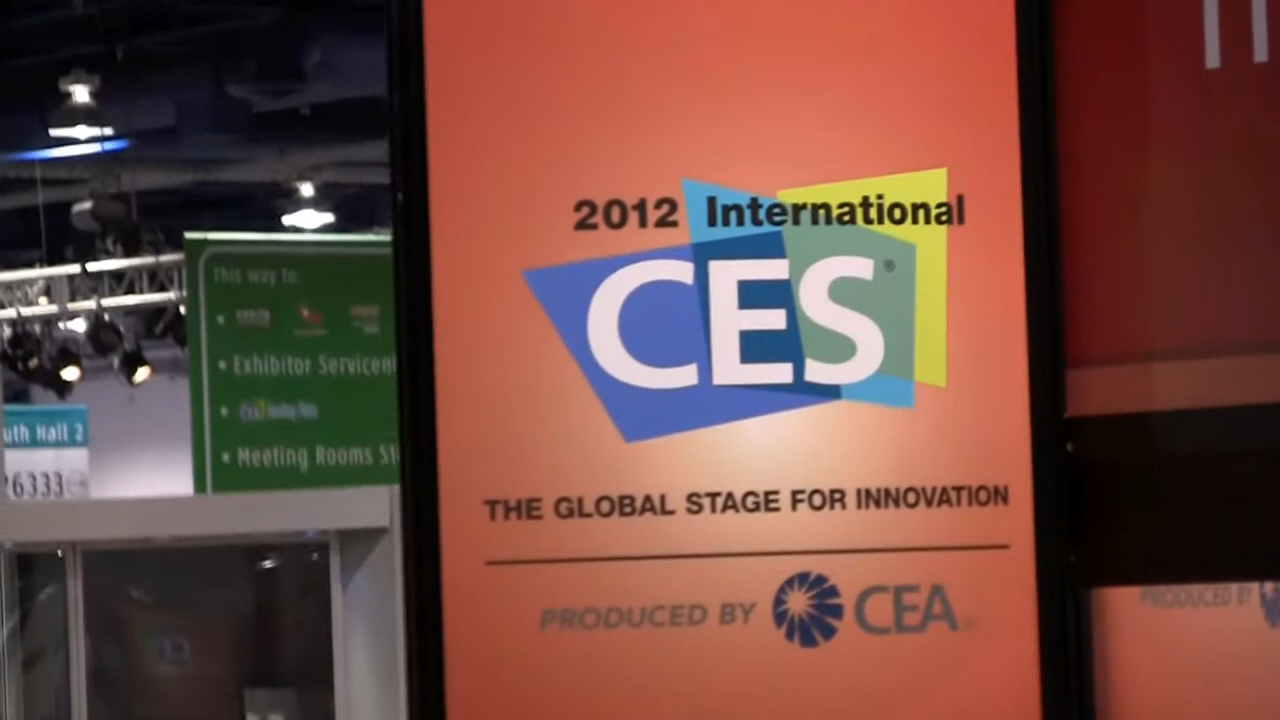 This way to:
• Exhibitor Servicent
• Meeting Rooms St
uth Hall 2
26333
2012 International
CES®
THE GLOBAL STAGE FOR INNOVATION
PRODUCED BY CEA
PRODUCED BY